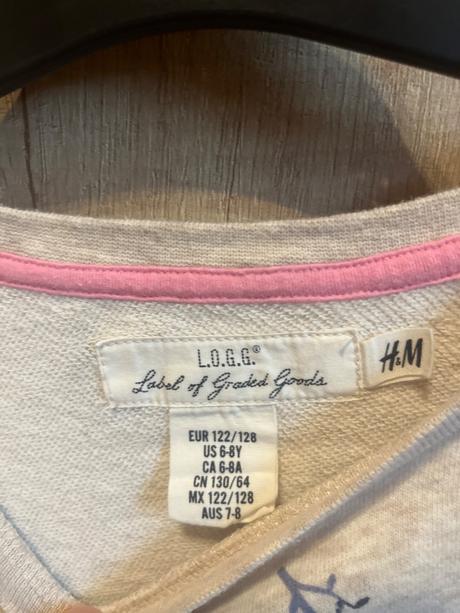 L.O.G.G.®
Label of Graded Goods
H&M
EUR 122/128
US 6-8Y
CA 6-8A
CN 130/64
MX 122/128
AUS 7-8